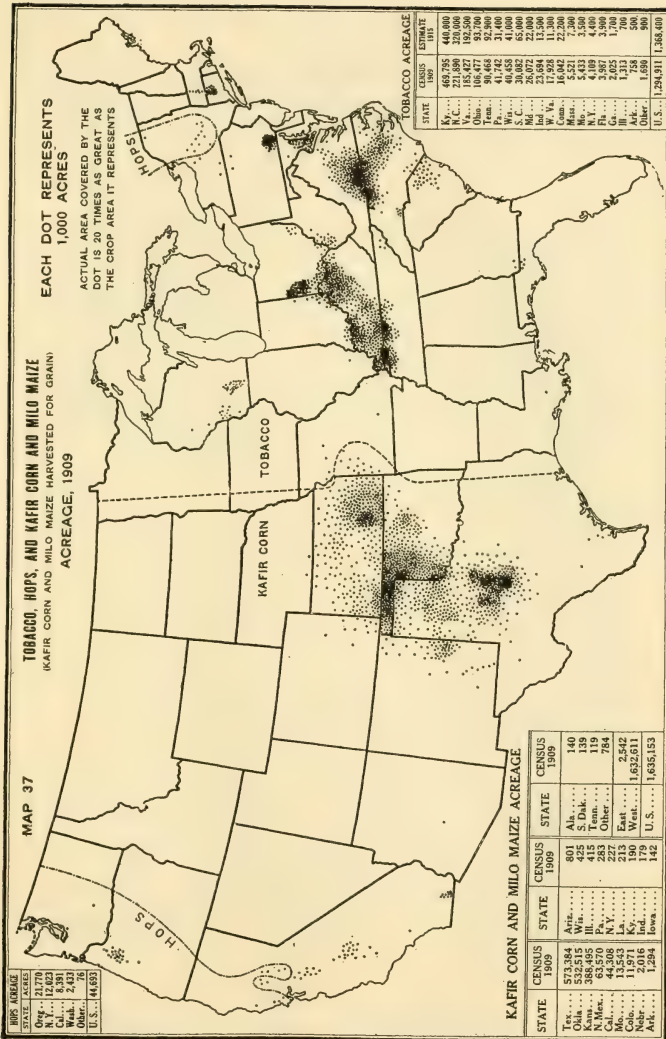 MAP 37
TOBACCO, HOPS, AND KAFIR CORN AND MILO MAIZE
(KAFIR CORN AND MILO MAIZE HARVESTED FOR GRAIN)
ACREAGE, 1909
EACH DOT REPRESENTS
1,000 ACRES
ACTUAL AREA COVERED BY THE
DOT IS 20 TIMES AS GREAT AS
THE CROP AREA IT REPRESENTS
HOPS ACREAGE
STATE ACRES
Oreg. 21,770
N.Y... 12,023
Cal... 8,391
Wash. 2,433
Other.. 76
U.S... 44,693
HOPS
HOPS
KAFIR CORN
TOBACCO
KAFIR CORN AND MILO MAIZE ACREAGE
STATE CENSUS 1909
Tex...... 573,384
Okla..... 532,515
Kans..... 388,495
N.Mex... 63,570
Cal...... 44,308
Mo...... 13,543
Colo..... 11,971
Nebr..... 2,016
Ark...... 1,294
STATE CENSUS 1909
Ariz...... 801
Wis...... 425
Ill....... 415
Pa....... 283
N.Y...... 227
La....... 213
Ky....... 190
Ind...... 179
Iowa..... 142
STATE CENSUS 1909
Ala...... 140
S. Dak... 139
Tenn..... 119
Other.... 784
East..... 2,542
West.... 1,632,611
U.S...... 1,635,153
TOBACCO ACREAGE
STATE CENSUS 1909 ESTIMATE 1915
Ky... 469,795 440,000
N.C.. 221,890 320,000
Va... 185,427 192,500
Ohio.. 106,477 93,700
Tenn.. 90,468 92,900
Pa.... 41,742 31,400
Wis... 40,458 41,000
S. C.. 30,082 65,000
Md... 26,072 22,000
Ind... 23,694 13,500
W. Va. 17,928 11,300
Conn.. 16,042 22,200
Mass.. 5,521 7,300
Mo... 5,433 3,500
N.Y... 4,109 4,400
Fla... 3,987 3,900
Ga... 2,025 1,700
Ill.... 1,313 700
Ark... 758 500
Other. 1,690 900
U.S... 1,294,911 1,368,400